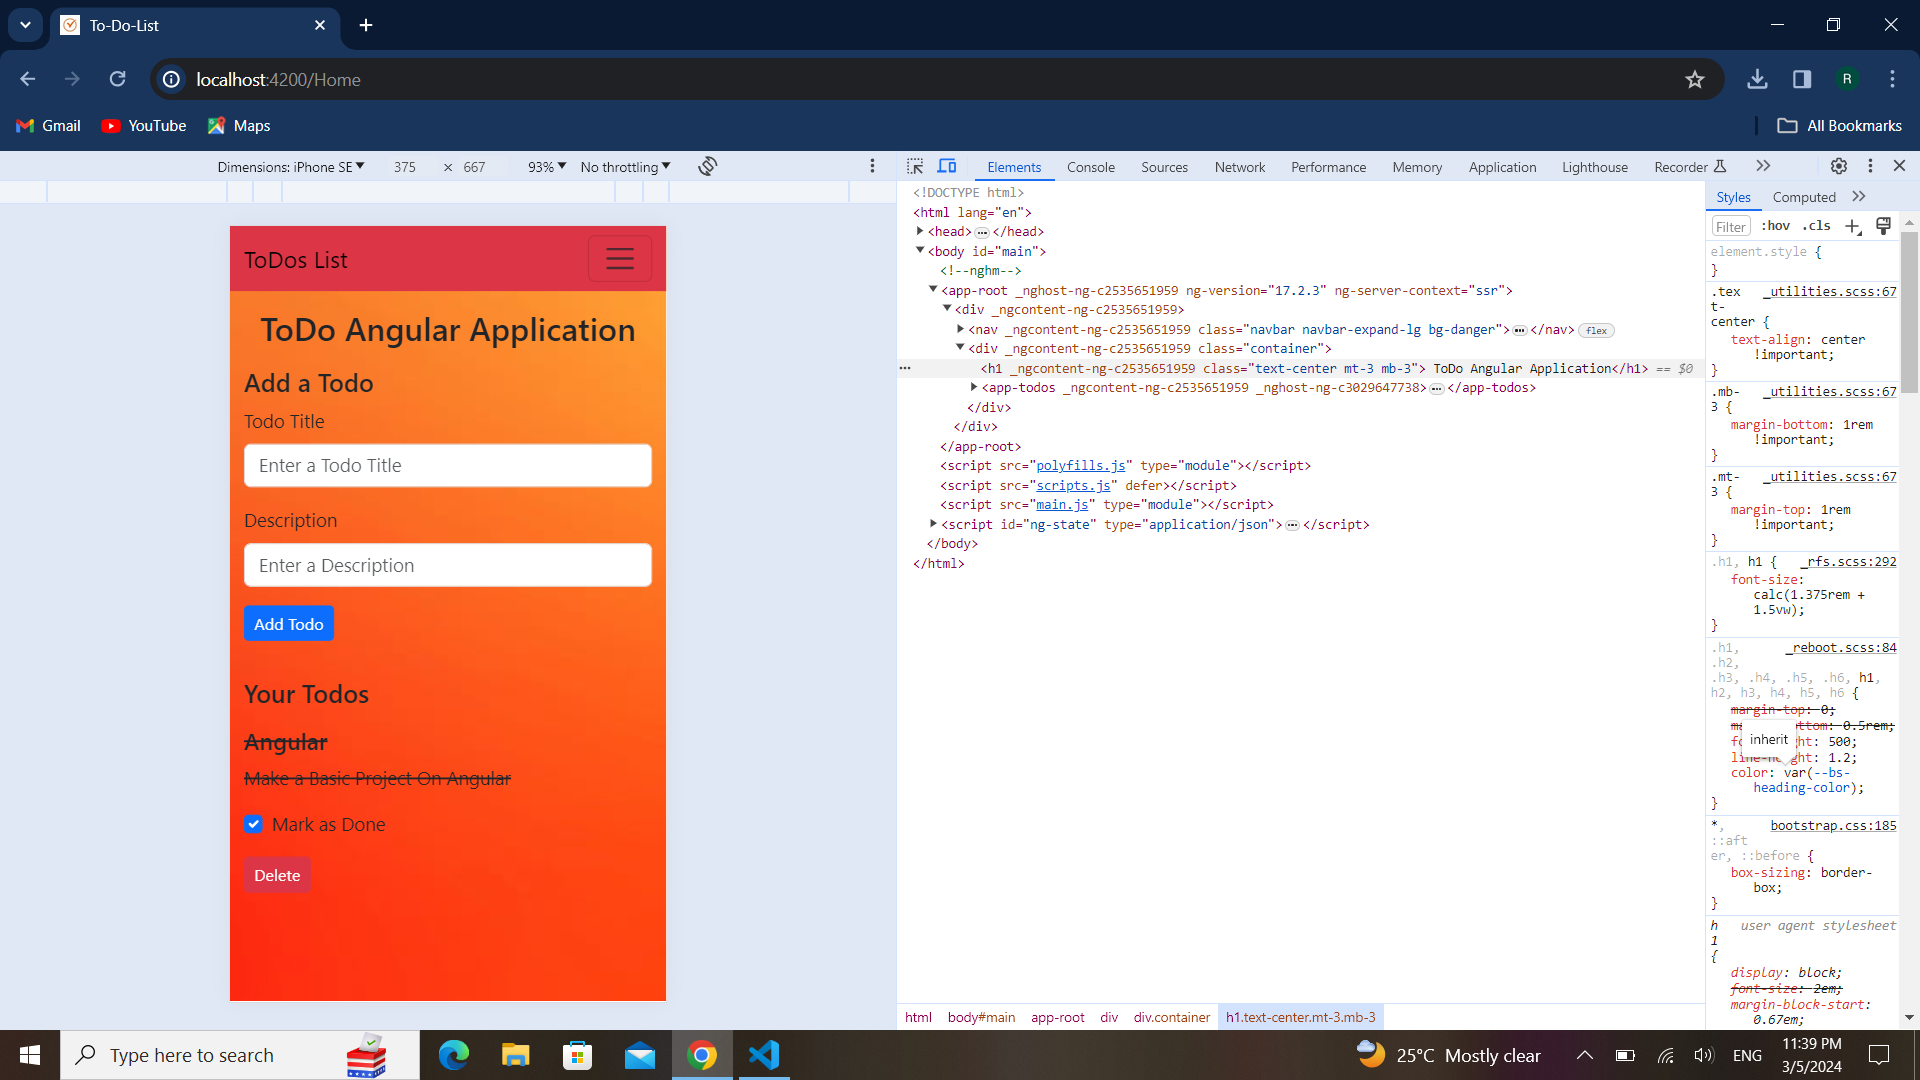 To-Do-List
localhost:4200/Home
R
Gmail
YouTube
Maps
All Bookmarks
Dimensions: iPhone SE
375
×
667
93%
No throttling
Elements
Console
Sources
Network
Performance
Memory
Application
Lighthouse
Recorder
ToDos List
ToDo Angular Application
Add a Todo
Todo Title
Enter a Todo Title
Description
Enter a Description
Add Todo
Your Todos
Angular
Make a Basic Project On Angular
Mark as Done
Delete
<!DOCTYPE html>
<html lang="en">
<head>…</head>
<body id="main">
<!--nghm-->
<app-root _nghost-ng-c2535651959 ng-version="17.2.3" ng-server-context="ssr">
<div _ngcontent-ng-c2535651959>
<nav _ngcontent-ng-c2535651959 class="navbar navbar-expand-lg bg-danger">…</nav> flex
<div _ngcontent-ng-c2535651959 class="container">
<h1 _ngcontent-ng-c2535651959 class="text-center mt-3 mb-3"> ToDo Angular Application</h1> == $0
<app-todos _ngcontent-ng-c2535651959 _nghost-ng-c3029647738>…</app-todos>
</div>
</div>
</app-root>
<script src="polyfills.js" type="module"></script>
<script src="scripts.js" defer></script>
<script src="main.js" type="module"></script>
<script id="ng-state" type="application/json">…</script>
</body>
</html>
html
body#main
app-root
div
div.container
h1.text-center.mt-3.mb-3
Styles
Computed
Filter
:hov
.cls
element.style {
}
.tex _utilities.scss:67
t-
center {
text-align: center
!important;
}
.mb- _utilities.scss:67
3 {
margin-bottom: 1rem
!important;
}
.mt- _utilities.scss:67
3 {
margin-top: 1rem
!important;
}
.h1, h1 { _rfs.scss:292
font-size:
calc(1.375rem +
1.5vw);
}
.h1, _reboot.scss:84
.h2,
.h3, .h4, .h5, .h6, h1,
h2, h3, h4, h5, h6 {
margin-top: 0;
ottom: 0.5rem;
inherit
ht: 500;
line-height: 1.2;
color: var(--bs-
heading-color);
}
*, bootstrap.css:185
::aft
er, ::before {
box-sizing: border-
box;
}
h user agent stylesheet
1
{
display: block;
font-size: 2em;
margin-block-start:
0.67em;
Type here to search
25°C Mostly clear
ENG
11:39 PM
3/5/2024